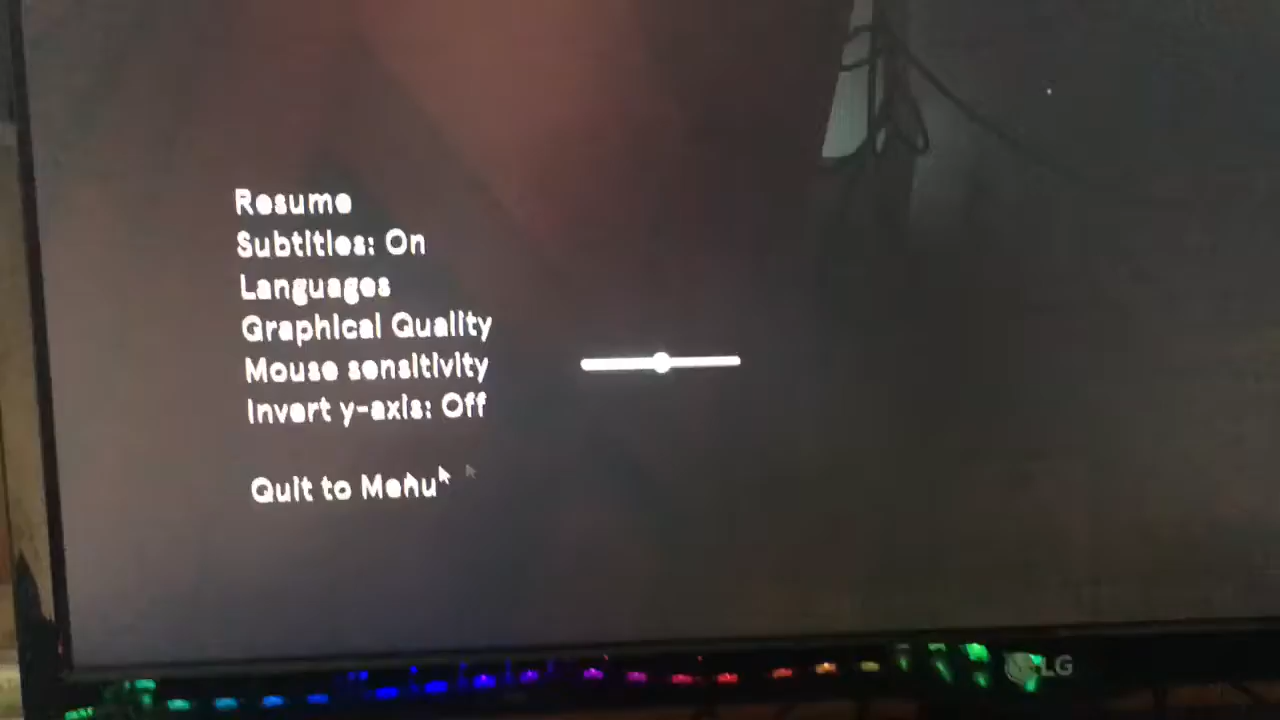 Resume
Subtitles: On
Languages
Graphical Quality
Mouse sensitivity
Invert y-axis: Off
Quit to Menu
LG